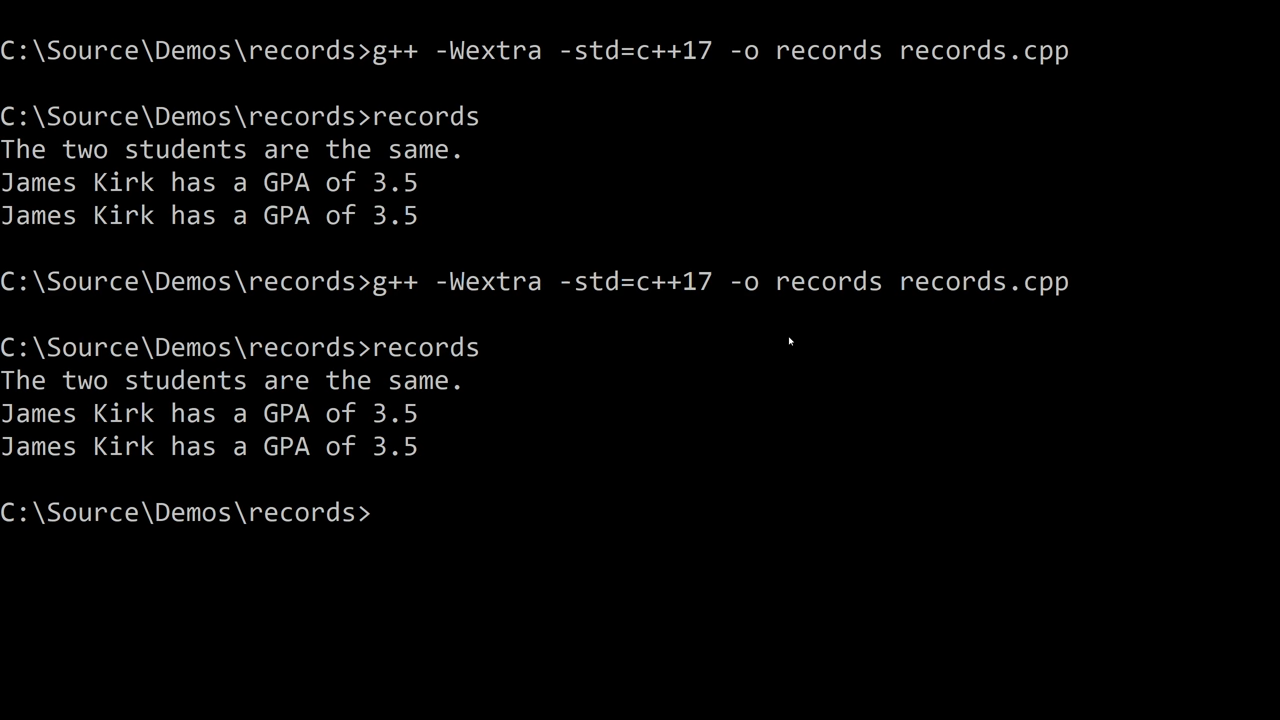 C:\Source\Demos\records>g++ -Wextra -std=c++17 -o records records.cpp
C:\Source\Demos\records>records
The two students are the same.
James Kirk has a GPA of 3.5
James Kirk has a GPA of 3.5
C:\Source\Demos\records>g++ -Wextra -std=c++17 -o records records.cpp
C:\Source\Demos\records>records
The two students are the same.
James Kirk has a GPA of 3.5
James Kirk has a GPA of 3.5
C:\Source\Demos\records>